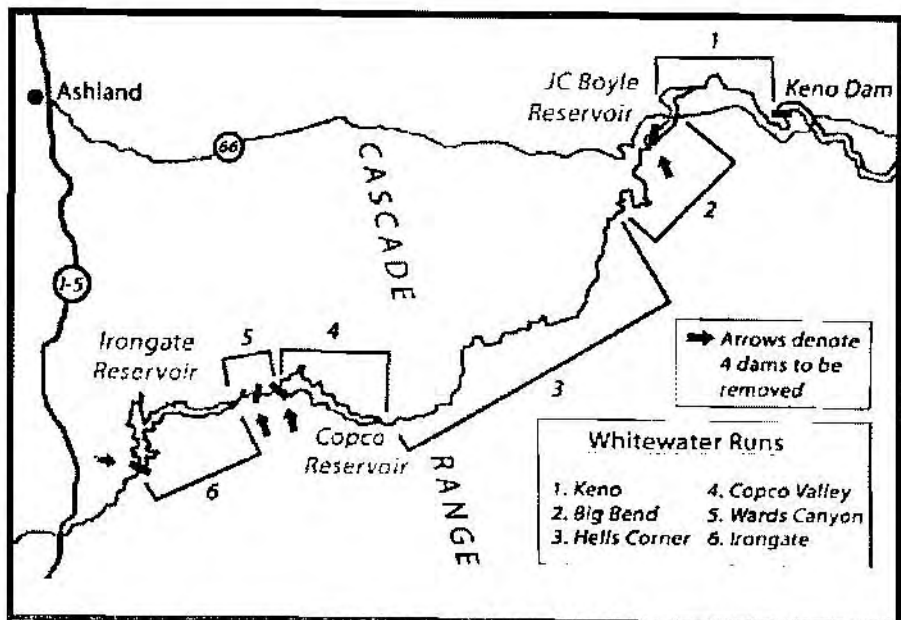 1
JC Boyle
Reservoir
Keno Dam
Ashland
66
CASCADE
2
I-5
Irongate
Reservoir
5
4
Arrows denote
4 dams to be
removed
3
Copco
Reservoir
6
RANGE
Whitewater Runs
1. Keno
2. Big Bend
3. Hells Corner
4. Copco Valley
5. Wards Canyon
6. Irongate